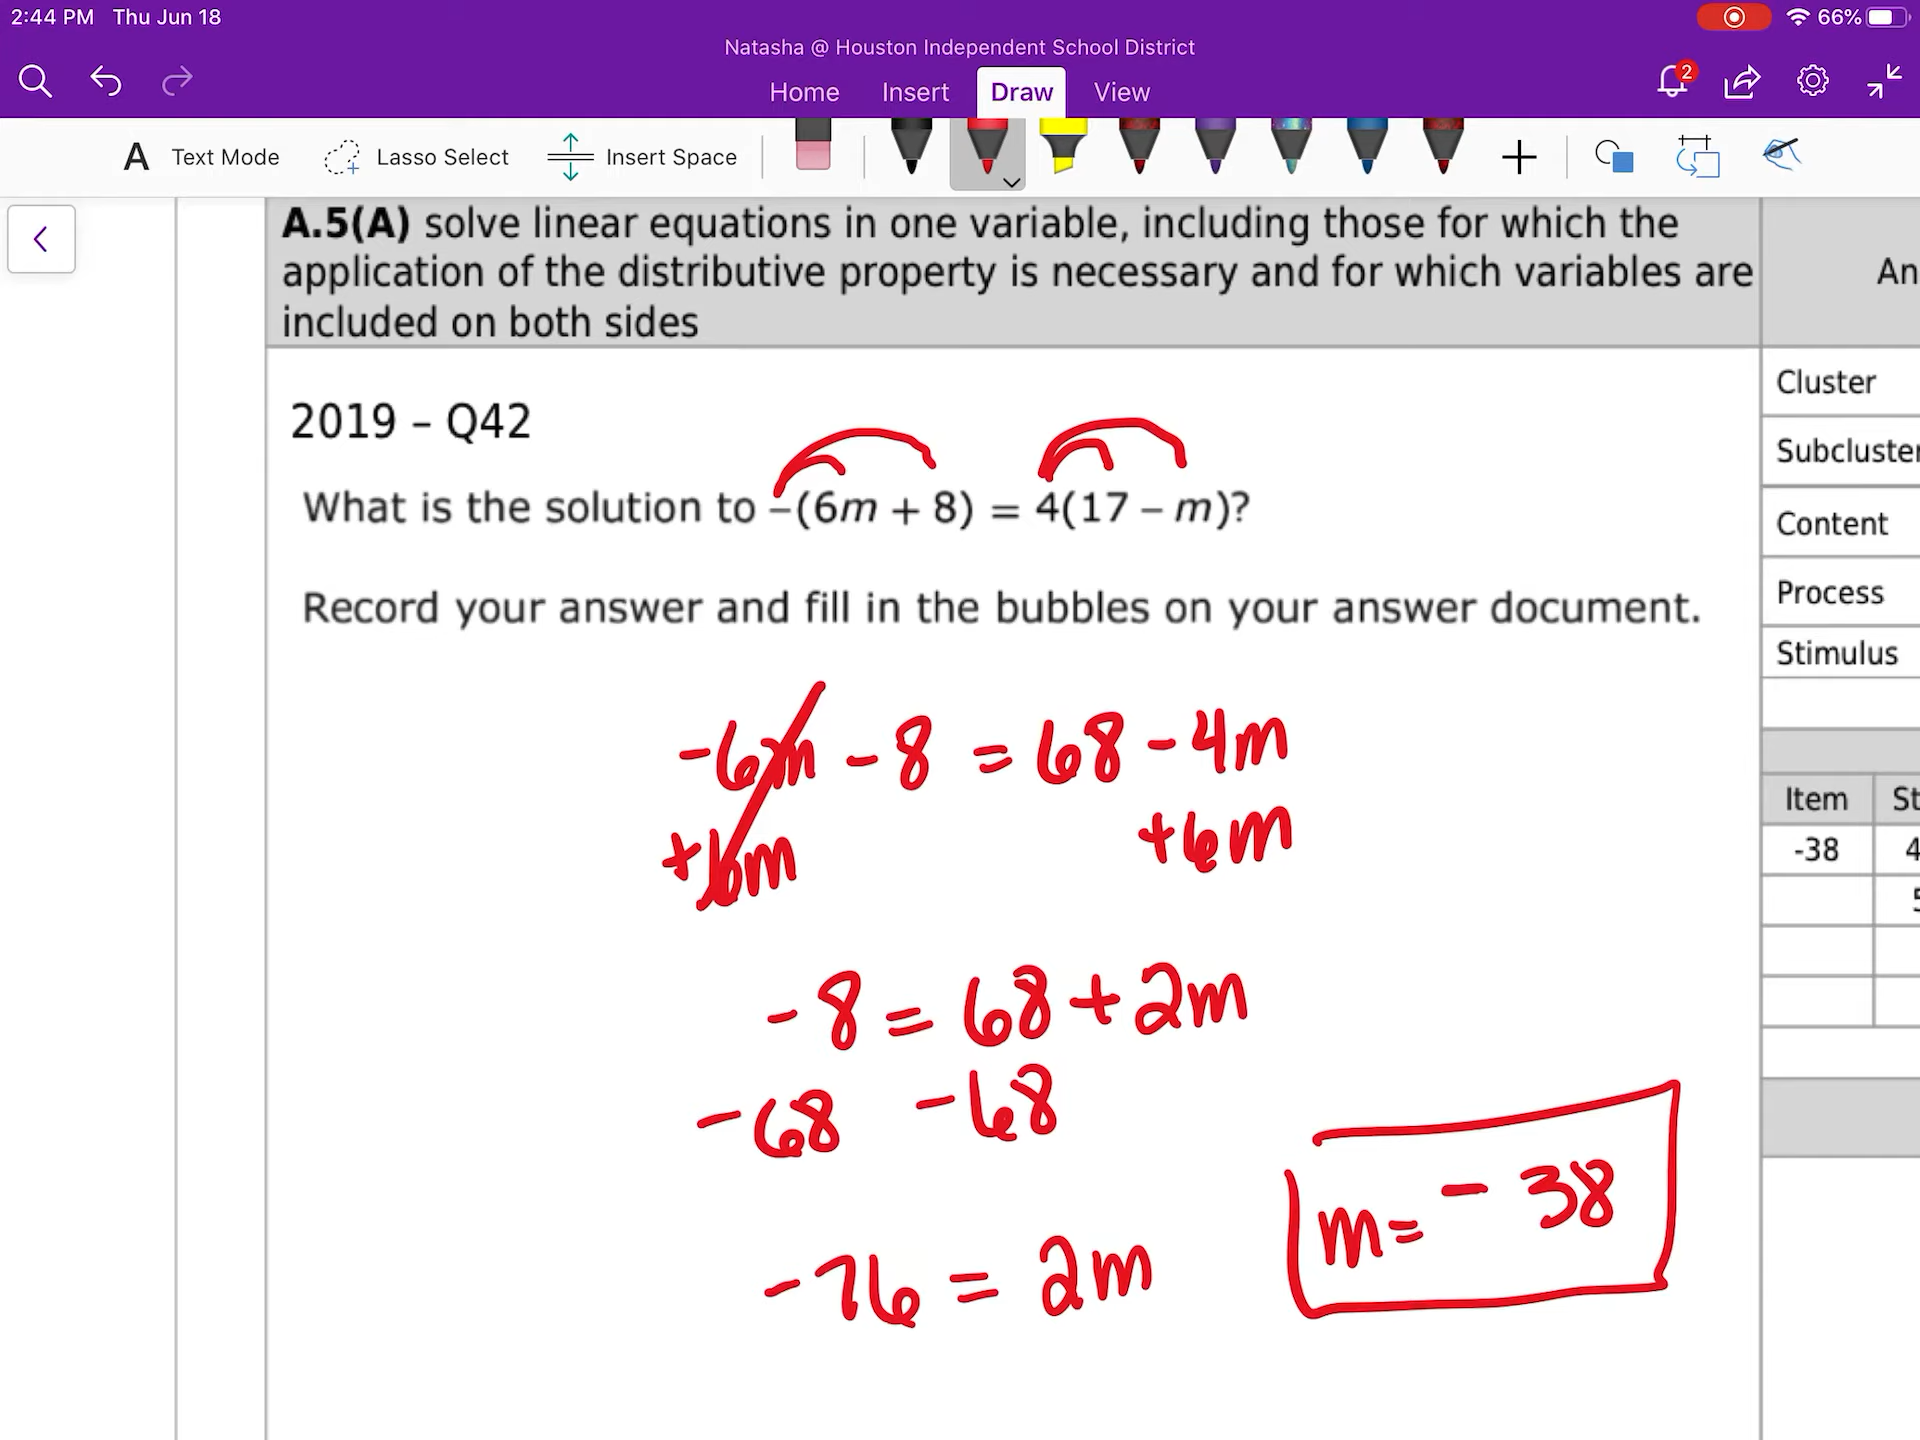 2:44 PM Thu Jun 18
66%
Natasha @ Houston Independent School District
Home Insert Draw View
2
A Text Mode Lasso Select Insert Space
A.5(A) solve linear equations in one variable, including those for which the
application of the distributive property is necessary and for which variables are
included on both sides
An
2019 – Q42
What is the solution to –(6m + 8) = 4(17 – m)?
Record your answer and fill in the bubbles on your answer document.
-6m - 8 = 68 - 4m
+6m +6m
-8 = 68 + 2m
-68 -68
-76 = 2m
m = -38
Cluster
Subcluster
Content
Process
Stimulus
Item St
-38 4
5